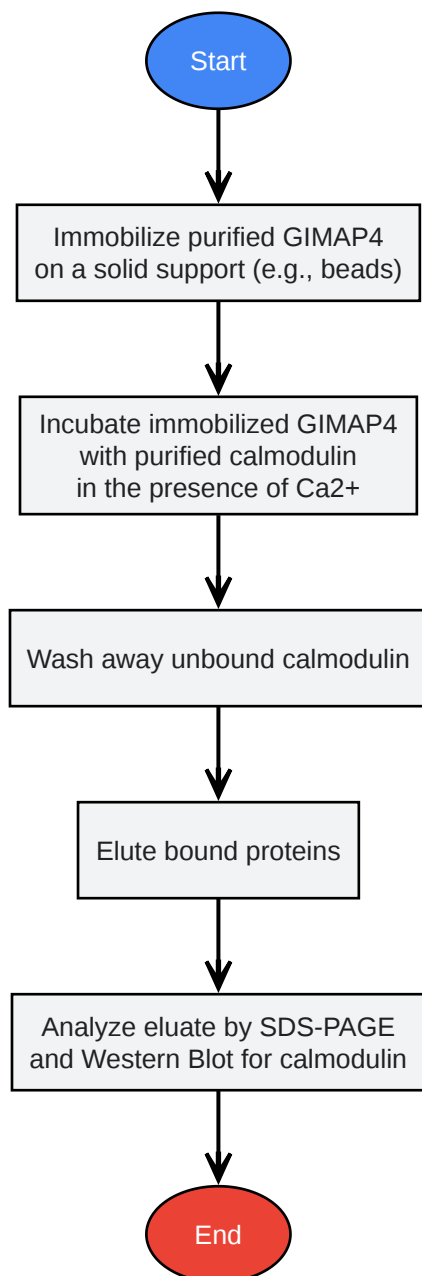 Start
Immobilize purified GIMAP4
on a solid support (e.g., beads)
Incubate immobilized GIMAP4
with purified calmodulin
in the presence of Ca2+
Wash away unbound calmodulin
Elute bound proteins
Analyze eluate by SDS-PAGE
and Western Blot for calmodulin
End